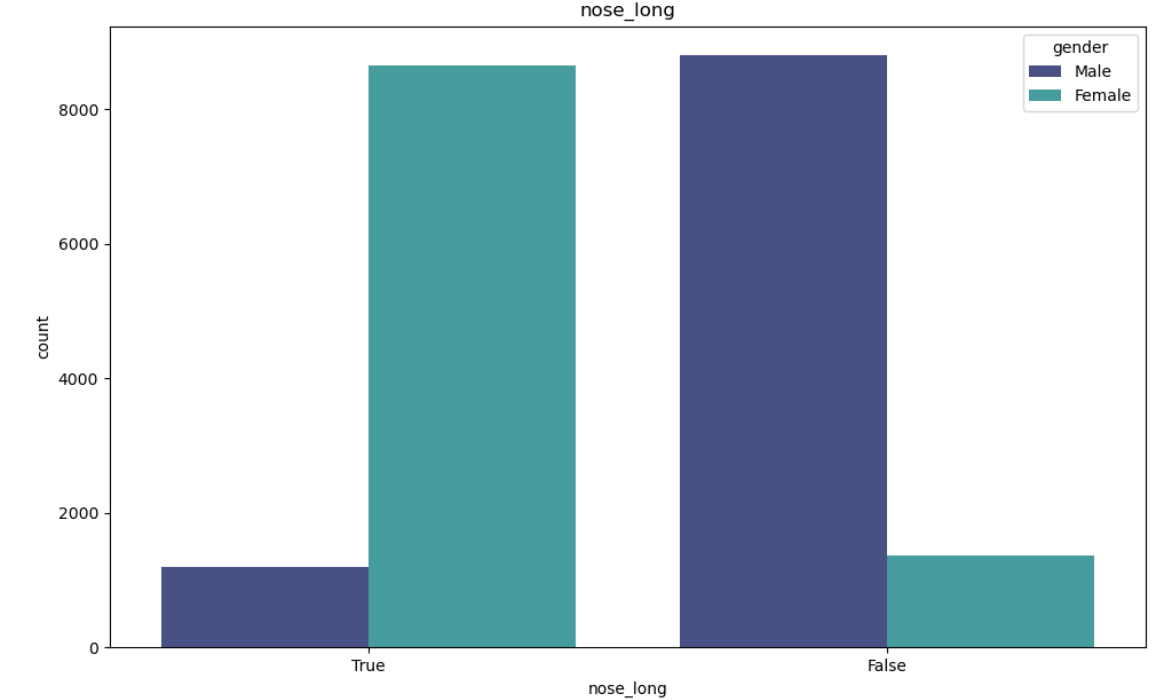 nose_long
gender
Male
Female
8000
6000
4000
2000
0
count
True
False
nose_long